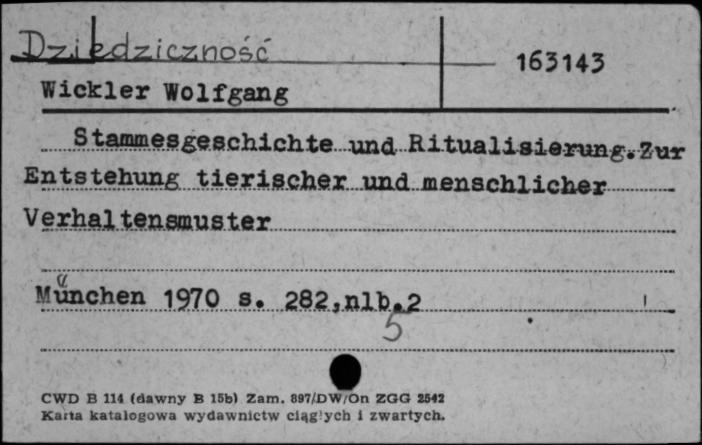 Dziedziczność
163143
Wickler Wolfgang
Stammesgeschichte und Ritualisierung.Zur
Entstehung tierischer und menschlicher
Verhaltensmuster
München 1970 s. 282,nlb.2
5
CWD B 114 (dawny B 15b) Zam. 897/DW/On ZGG 2542
Karta katalogowa wydawnictw ciągłych i zwartych.